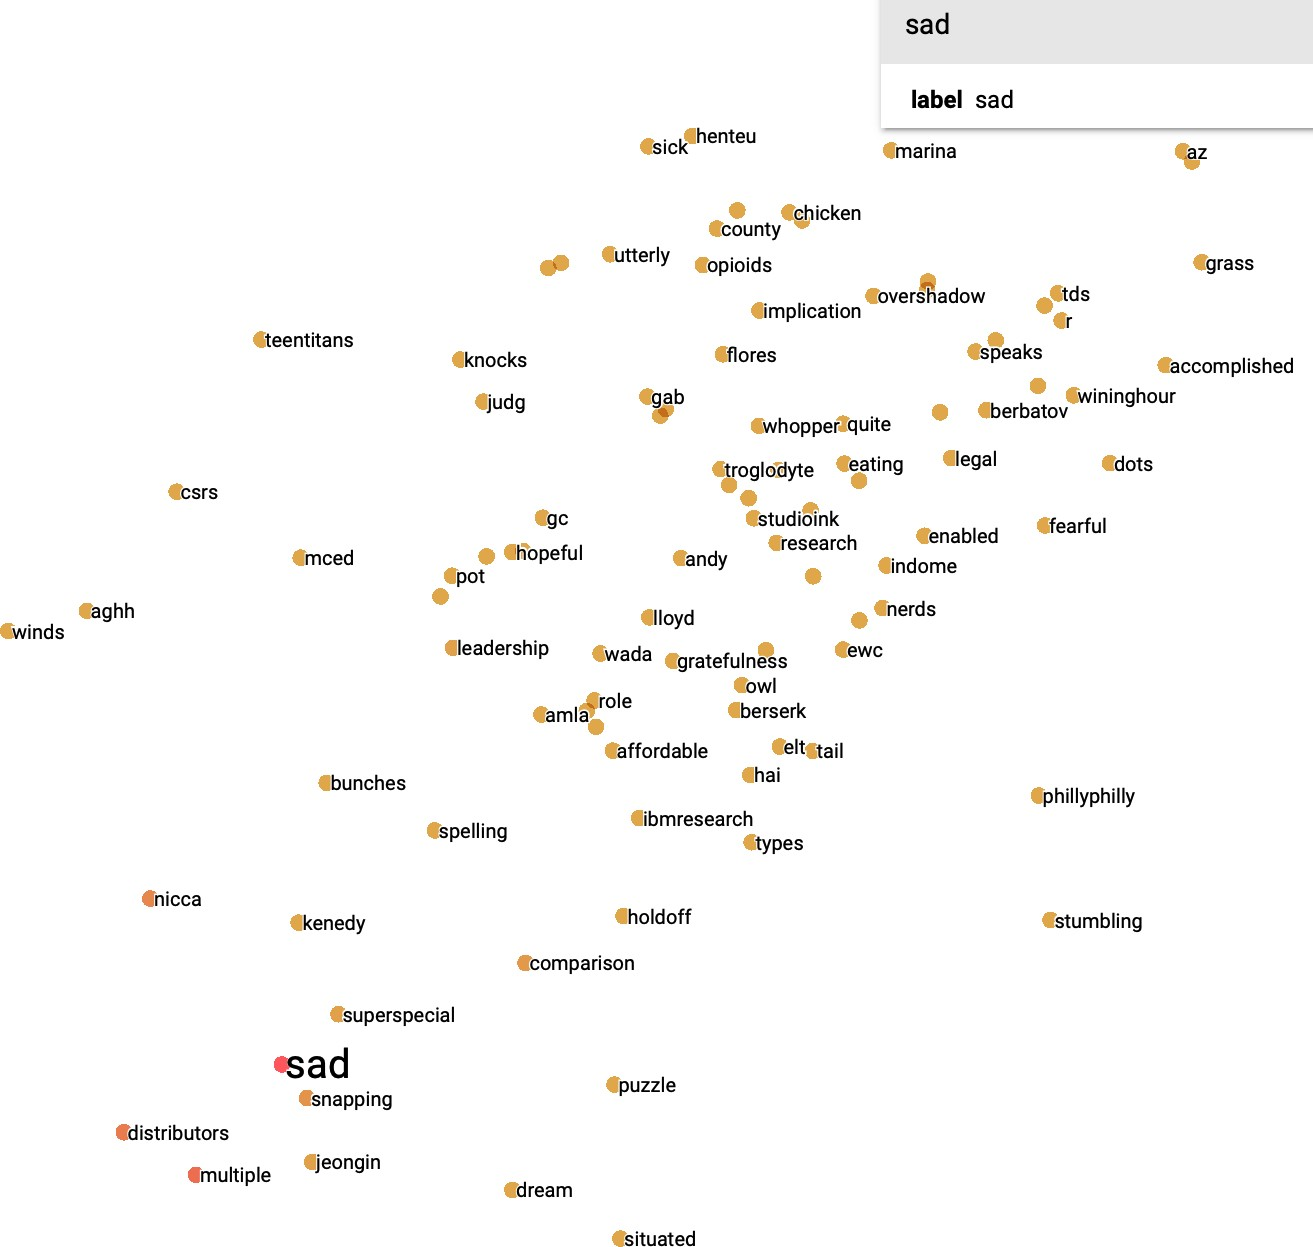 sad
label sad
henteu
sick
marina
az
chicken
county
utterly
opioids
grass
overshadow
tds
implication
r
teentitans
speaks
flores
knocks
accomplished
wininghour
gab
judg
berbatov
whopper
quite
legal
eating
dots
troglodyte
csrs
gc
studioink
fearful
enabled
research
hopeful
mced
andy
indome
pot
nerds
aghh
lloyd
winds
leadership
ewc
wada
gratefulness
owl
role
berserk
amla
elt
tail
affordable
hai
bunches
phillyphilly
ibmresearch
spelling
types
nicca
holdoff
stumbling
kenedy
comparison
superspecial
sad
puzzle
snapping
distributors
jeongin
multiple
dream
situated